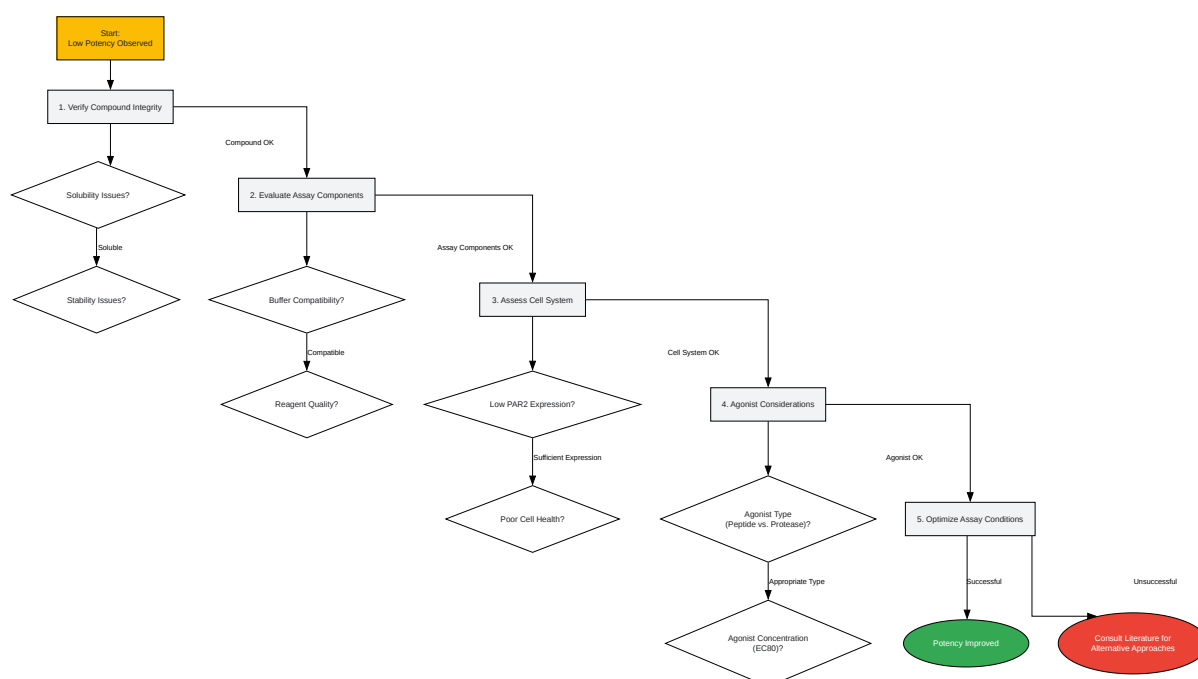 Start:
Low Potency Observed
1. Verify Compound Integrity
Compound OK
Solubility Issues?
2. Evaluate Assay Components
Soluble
Assay Components OK
Stability Issues?
Buffer Compatibility?
3. Assess Cell System
Compatible
Cell System OK
Reagent Quality?
Low PAR2 Expression?
4. Agonist Considerations
Sufficient Expression
Agonist OK
Poor Cell Health?
Agonist Type
(Peptide vs. Protease)?
5. Optimize Assay Conditions
Appropriate Type
Successful
Unsuccessful
Agonist Concentration
(EC80)?
Potency Improved
Consult Literature for
Alternative Approaches